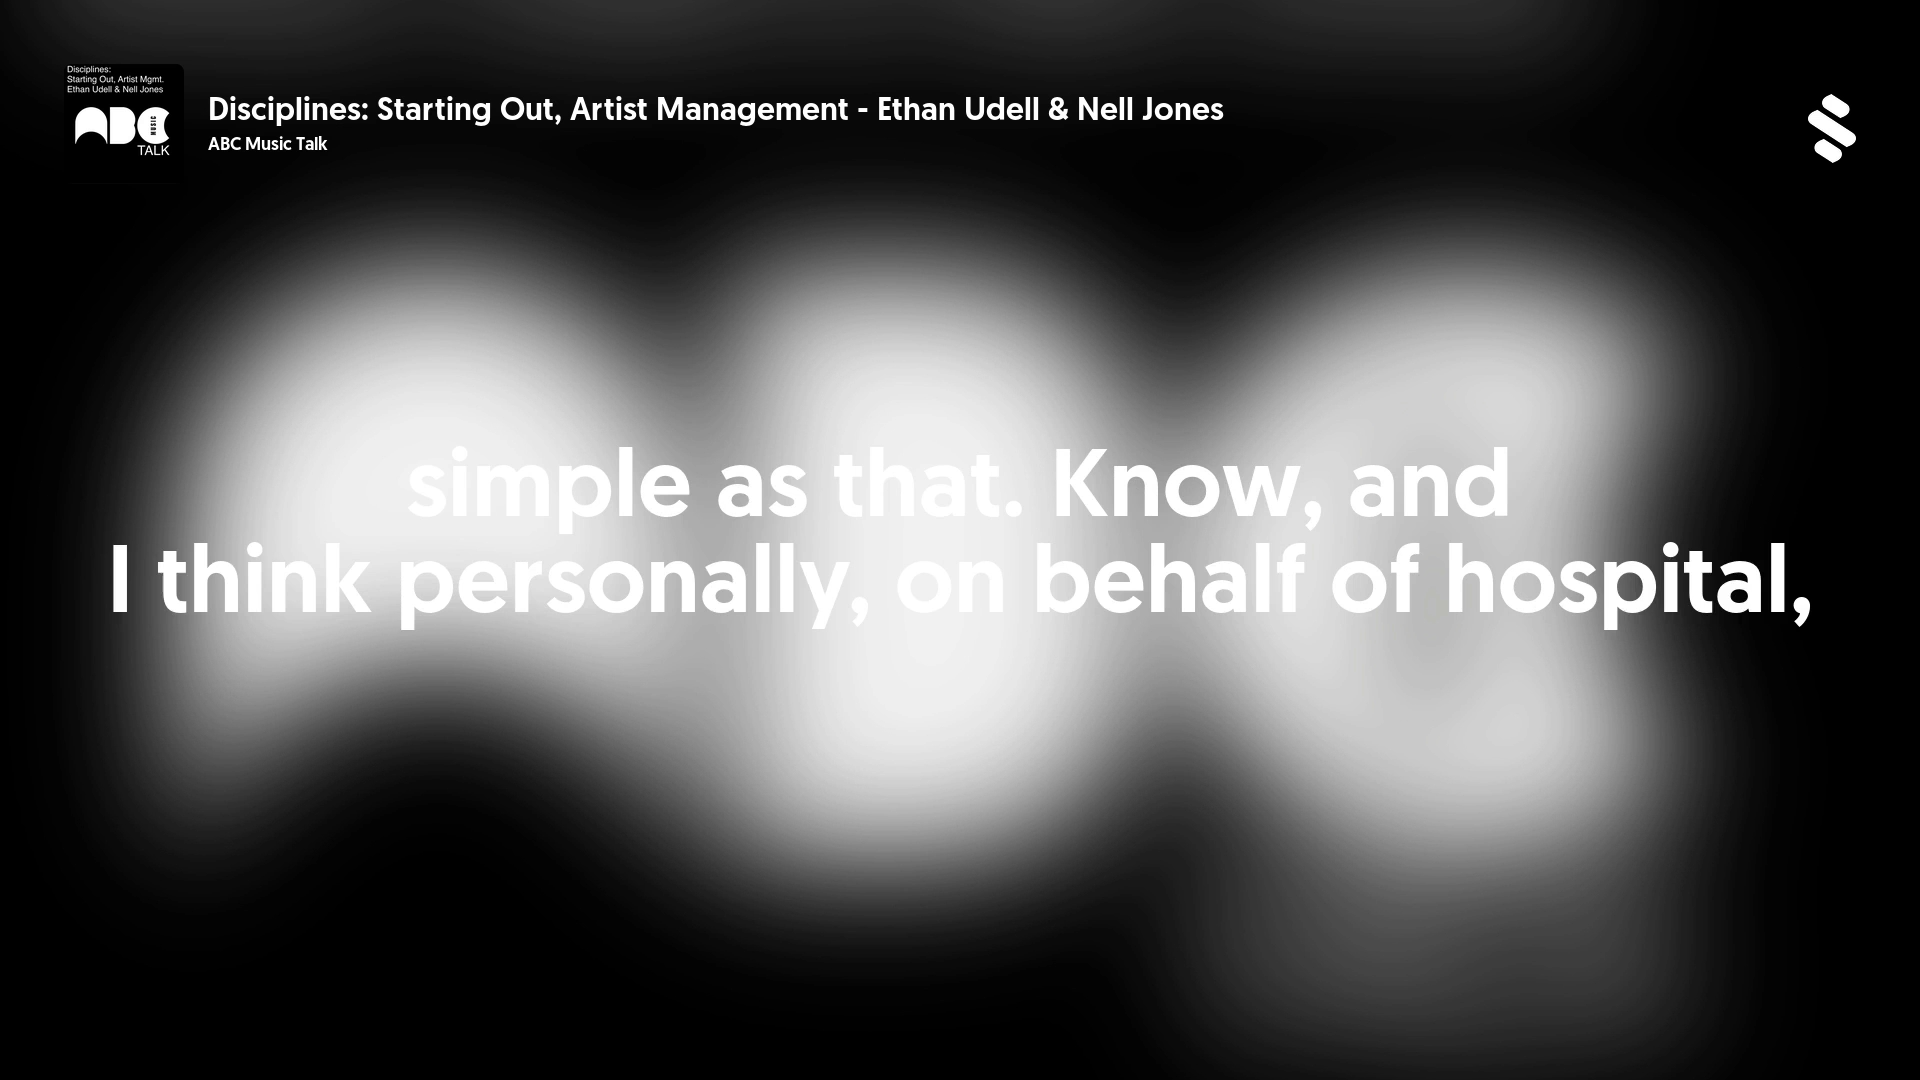 Disciplines:
Starting Out, Artist Mgmt.
Ethan Udell & Nell Jones
ABC
MUSIC
TALK
Disciplines: Starting Out, Artist Management - Ethan Udell & Nell Jones
ABC Music Talk
simple as that. Know, and
I think personally, on behalf of hospital,